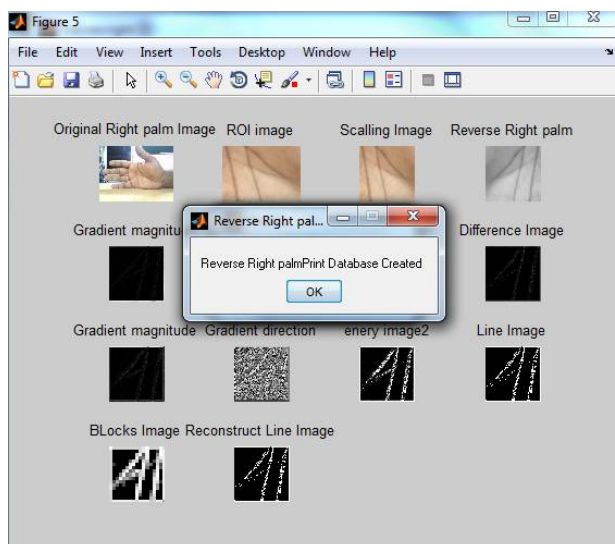 Figure 5
File Edit View Insert Tools Desktop Window Help
Original Right palm Image ROI image Scalling Image Reverse Right palm
Reverse Right pal...
Gradient magnitu Difference Image
Reverse Right palmPrint Database Created
OK
Gradient magnitude Gradient direction enery image2 Line Image
BLocks Image Reconstruct Line Image